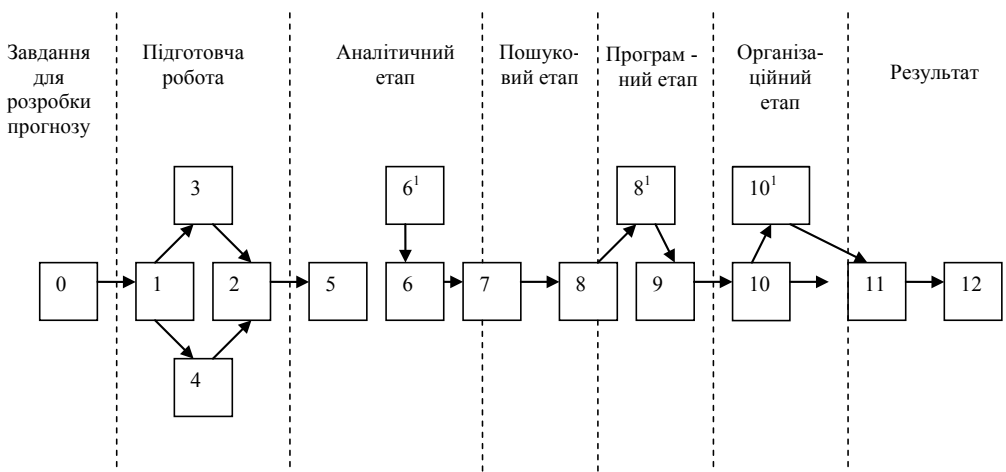 Завдання
для
розробки
прогнозу
Підготовча
робота
Аналітичний
етап
Пошуко-
вий етап
Програм -
ний етап
Організа-
ційний
етап
Результат
3
6¹
8¹
10¹
0
1
2
5
6
7
8
9
10
11
12
4